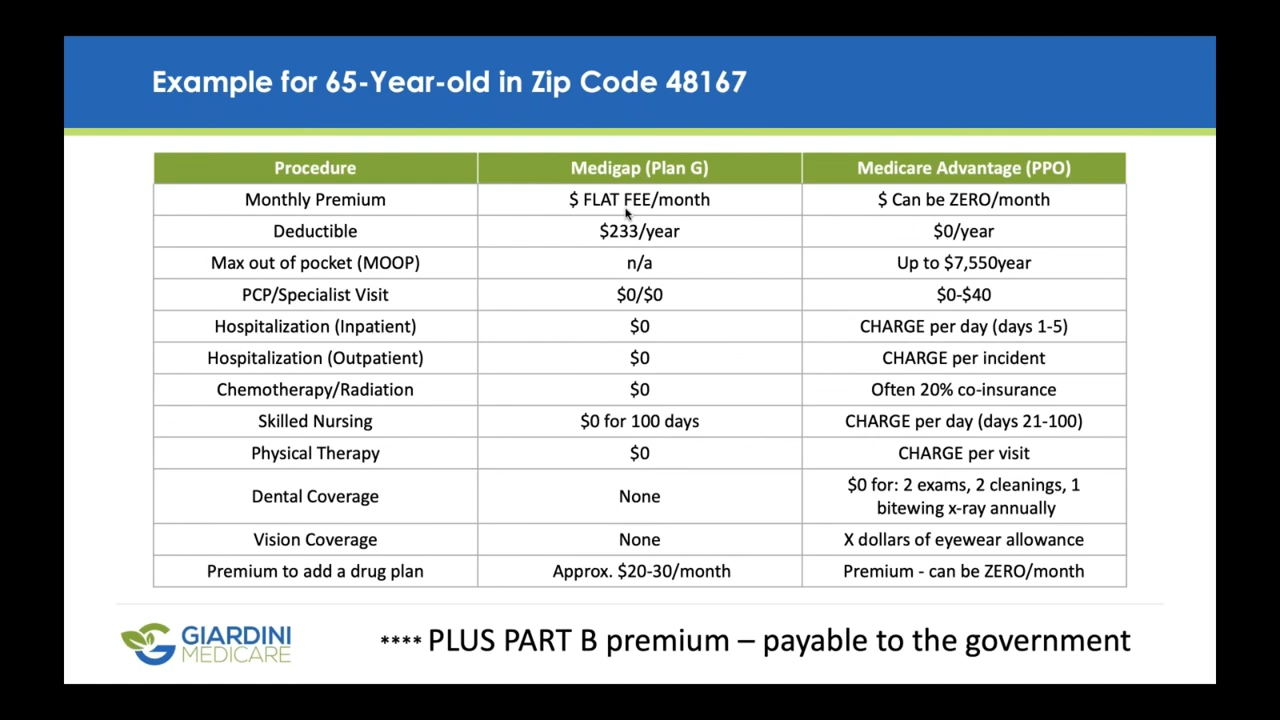 Example for 65-Year-old in Zip Code 48167
Procedure Medigap (Plan G) Medicare Advantage (PPO)
Monthly Premium $ FLAT FEE/month $ Can be ZERO/month
Deductible $233/year $0/year
Max out of pocket (MOOP) n/a Up to $7,550year
PCP/Specialist Visit $0/$0 $0-$40
Hospitalization (Inpatient) $0 CHARGE per day (days 1-5)
Hospitalization (Outpatient) $0 CHARGE per incident
Chemotherapy/Radiation $0 Often 20% co-insurance
Skilled Nursing $0 for 100 days CHARGE per day (days 21-100)
Physical Therapy $0 CHARGE per visit
Dental Coverage None $0 for: 2 exams, 2 cleanings, 1
bitewing x-ray annually
Vision Coverage None X dollars of eyewear allowance
Premium to add a drug plan Approx. $20-30/month Premium - can be ZERO/month
GIARDINI
MEDICARE
**** PLUS PART B premium – payable to the government